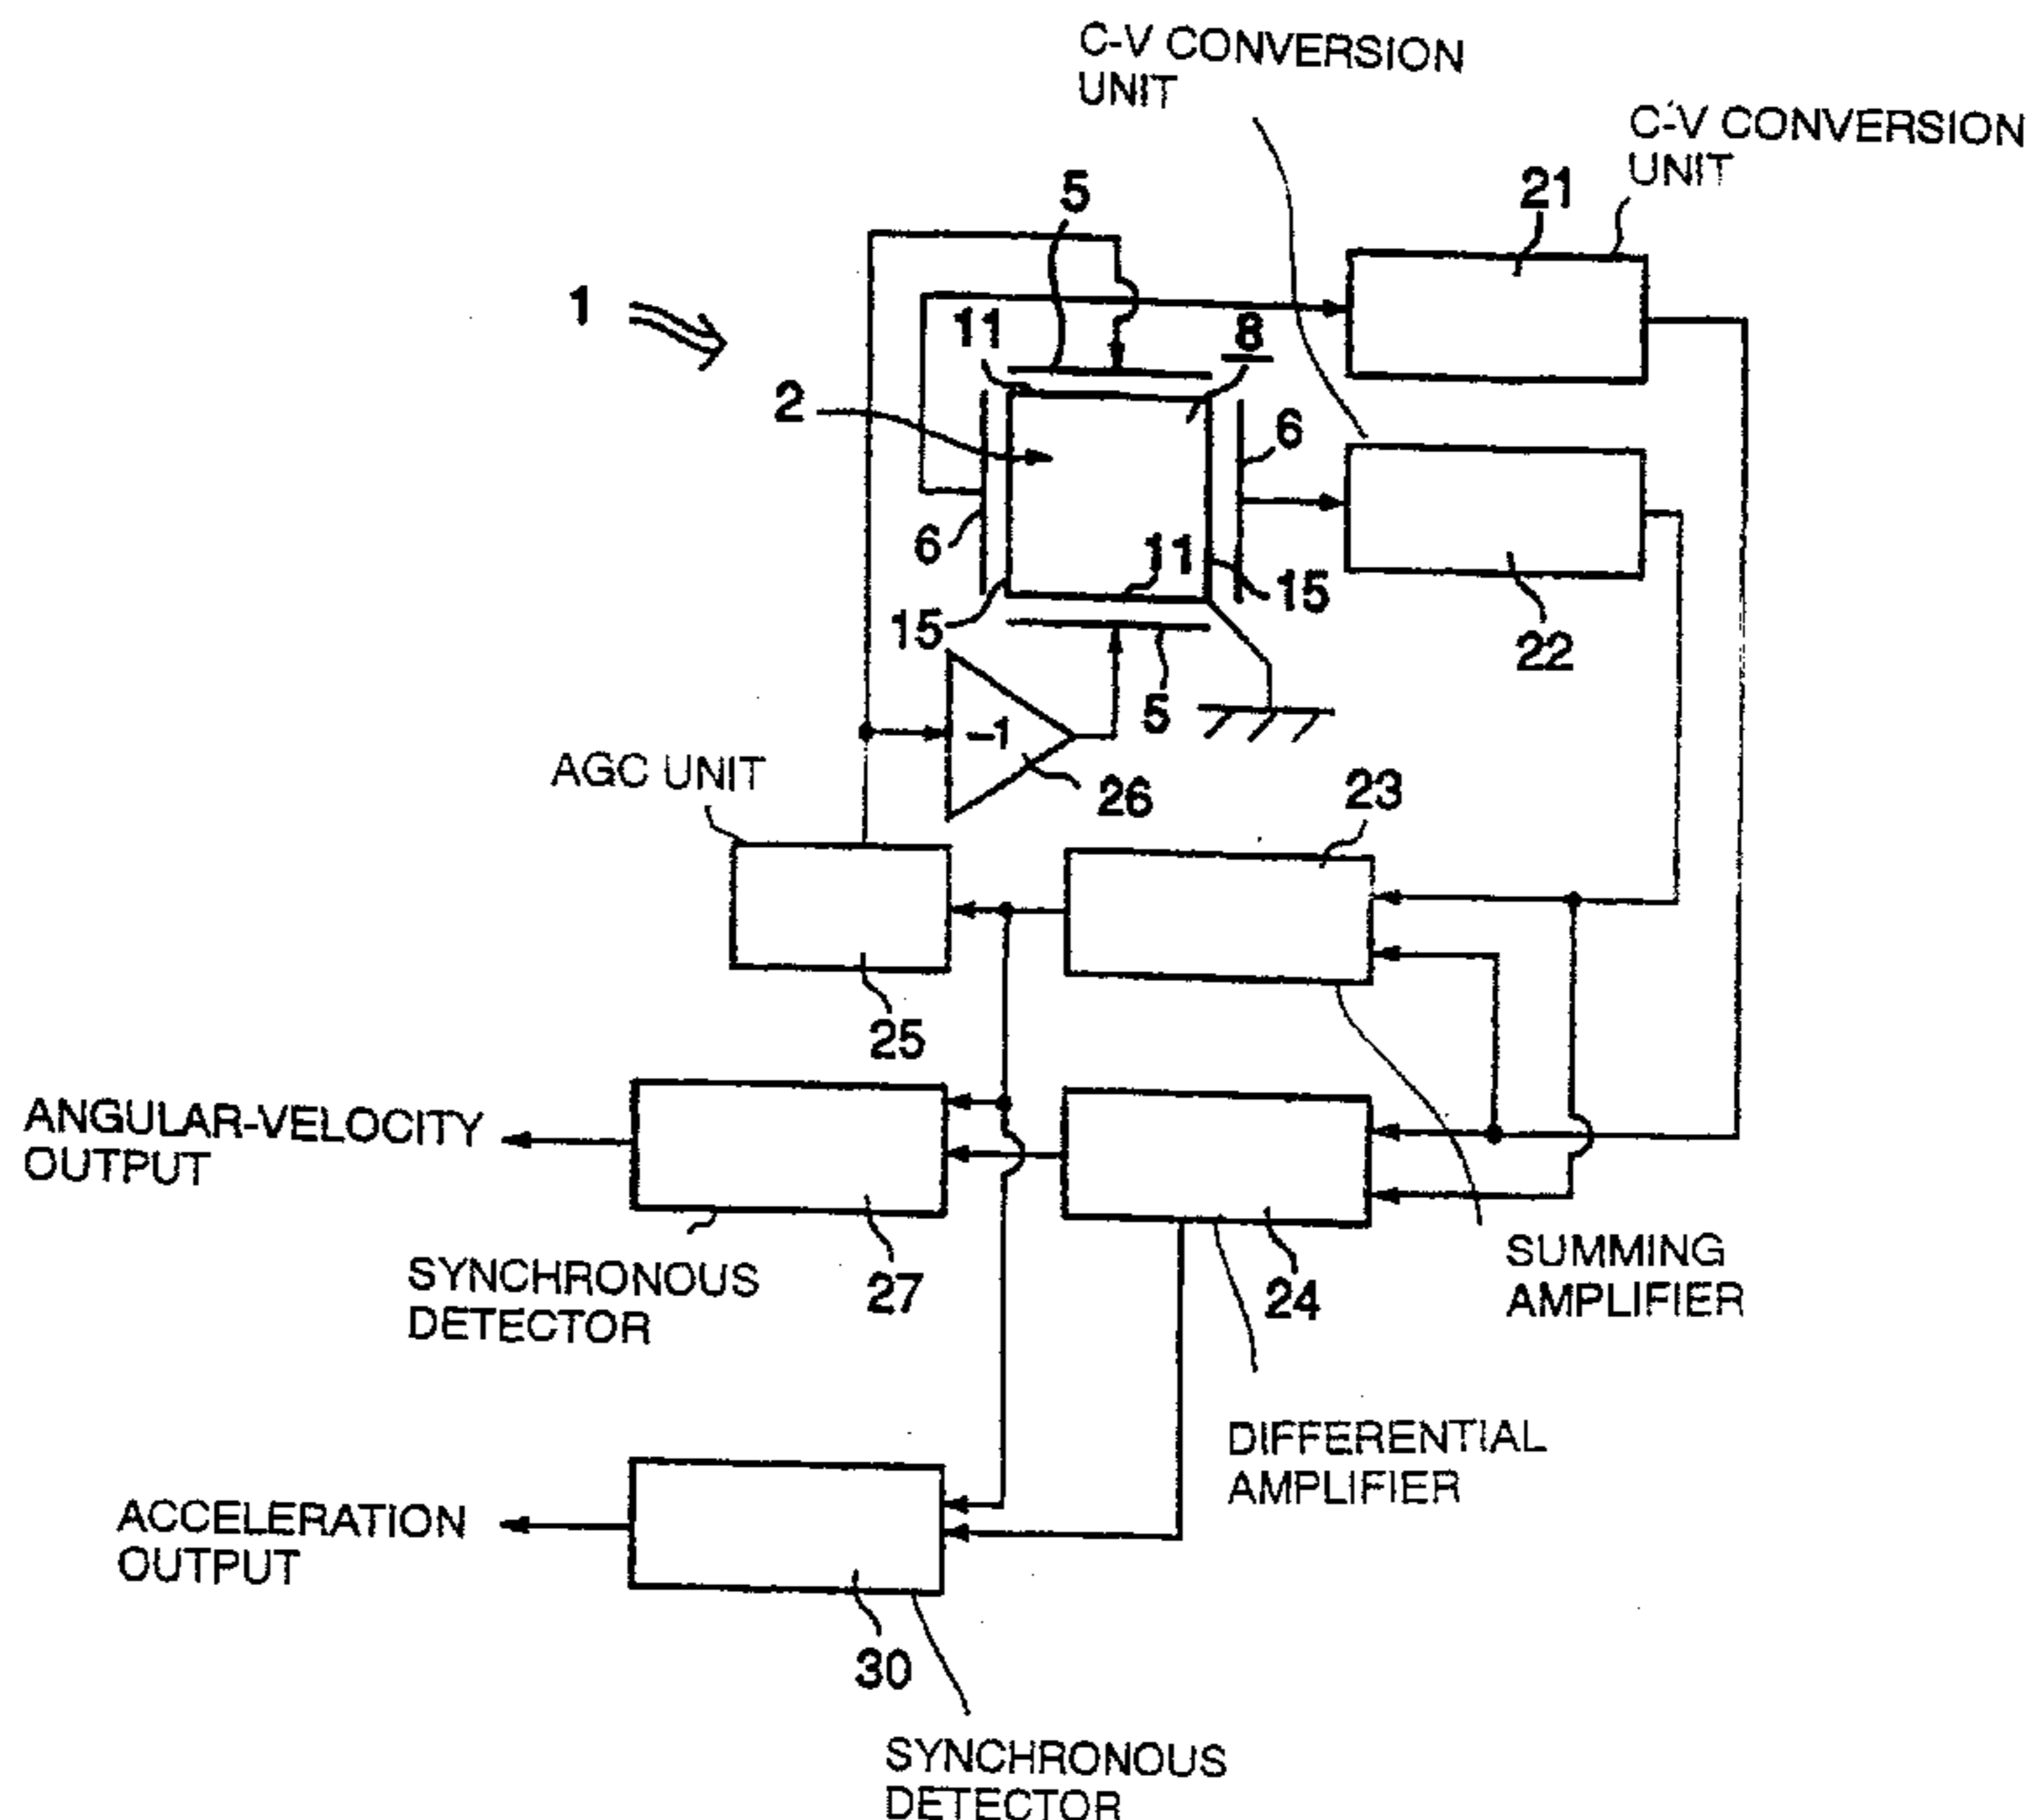 C-V CONVERSION
UNIT
C-V CONVERSION
UNIT
21
5
1
11
8
2
6
6
11
15
15
22
5
-1
26
AGC UNIT
23
25
ANGULAR-VELOCITY
OUTPUT
SYNCHRONOUS
DETECTOR
27
24
SUMMING
AMPLIFIER
DIFFERENTIAL
AMPLIFIER
ACCELERATION
OUTPUT
30
SYNCHRONOUS
DETECTOR